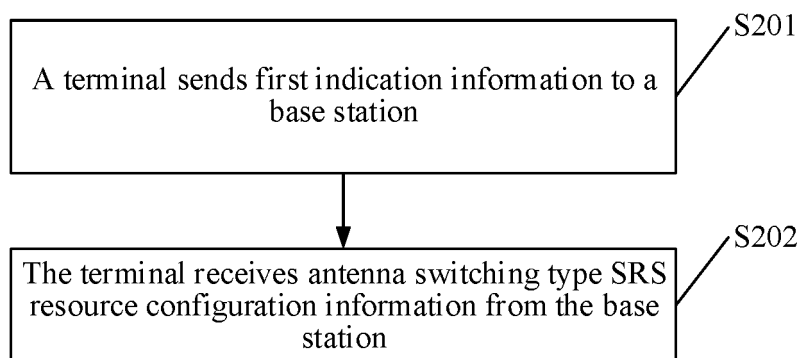 S201
A terminal sends first indication information to a
base station
S202
The terminal receives antenna switching type SRS
resource configuration information from the base
station